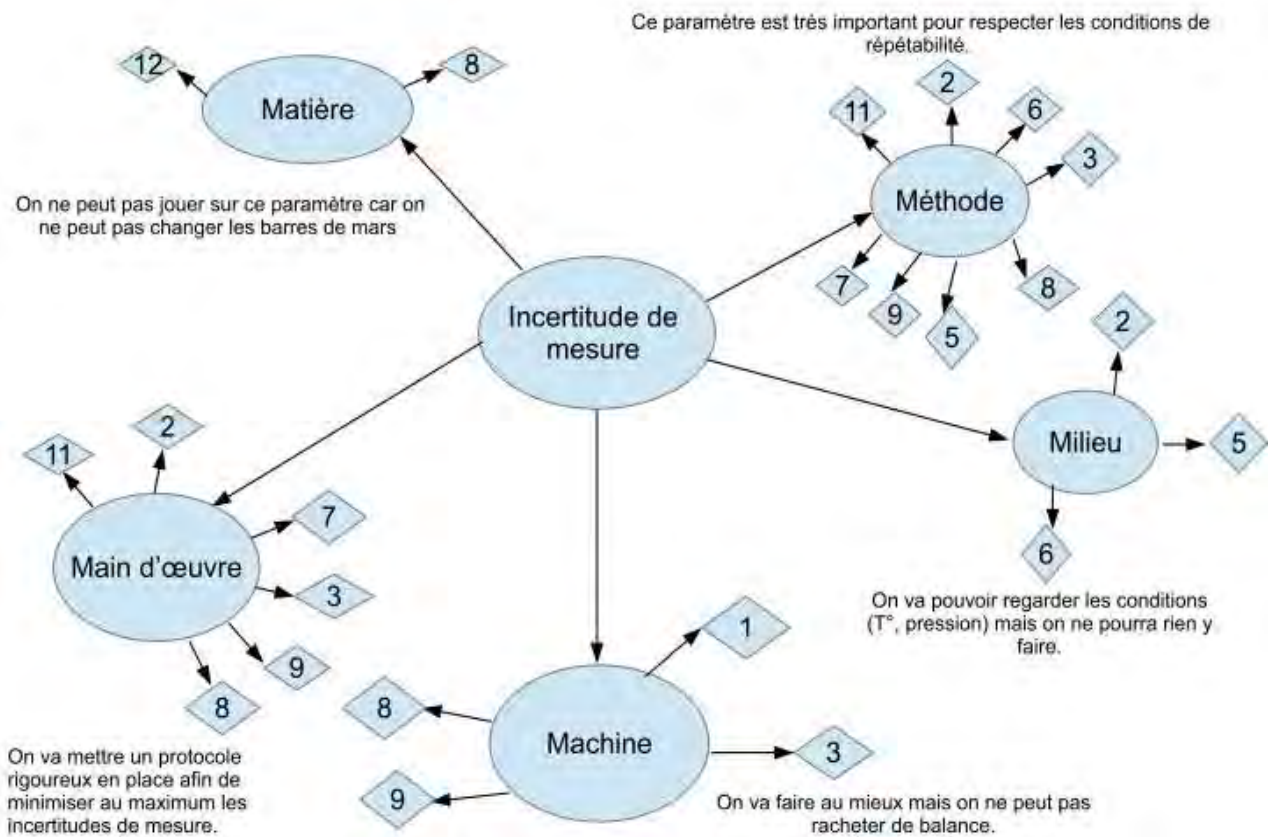 Ce paramètre est très important pour respecter les conditions de
répétabilité.
12
8
Matière
On ne peut pas jouer sur ce paramètre car on
ne peut pas changer les barres de mars
11
2
6
3
Méthode
7
9
5
8
Incertitude de
mesure
2
Milieu
5
6
On va pouvoir regarder les conditions
(T°, pression) mais on ne pourra rien y
faire.
11
2
7
Main d'œuvre
3
9
8
On va mettre un protocole
rigoureux en place afin de
minimiser au maximum les
incertitudes de mesure.
1
8
Machine
3
9
On va faire au mieux mais on ne peut pas
racheter de balance.